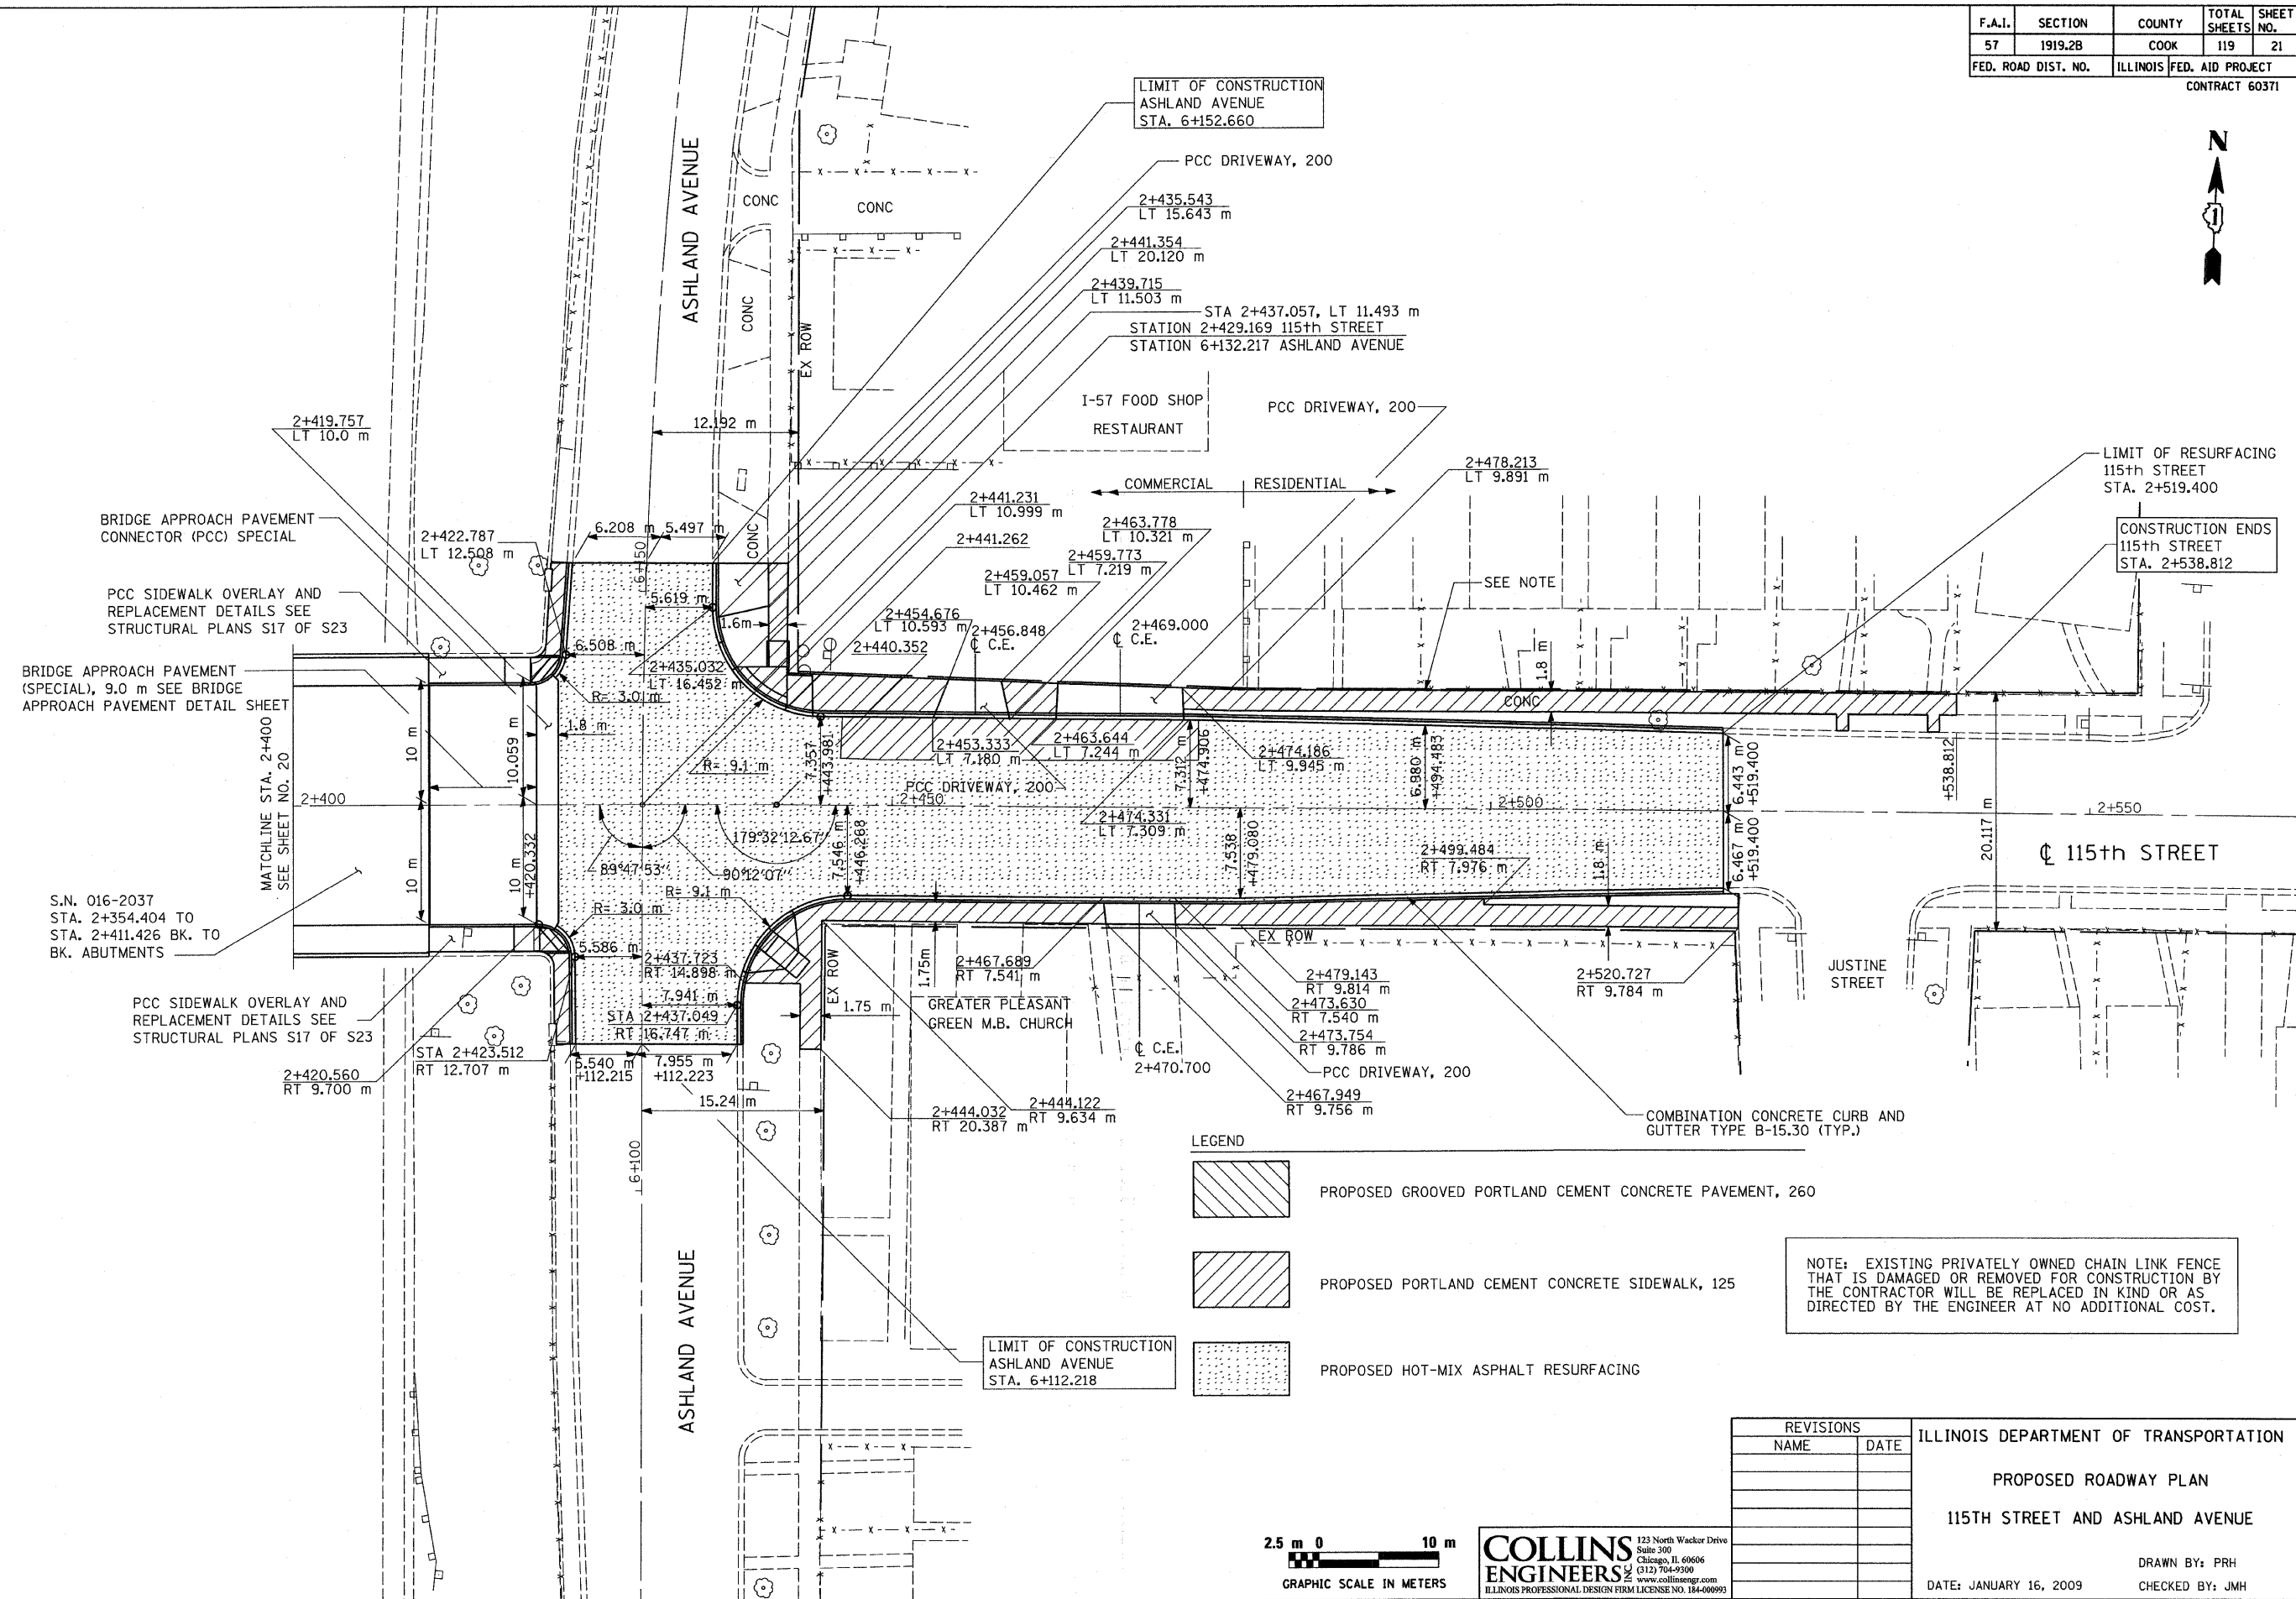 F.A.I. SECTION COUNTY TOTAL SHEETS SHEET NO.
57 1919.2B COOK 119 21
FED. ROAD DIST. NO. ILLINOIS FED. AID PROJECT
CONTRACT 60371
N
1
LIMIT OF CONSTRUCTION
ASHLAND AVENUE
STA. 6+152.660
PCC DRIVEWAY, 200
2+435.543
LT 15.643 m
2+441.354
LT 20.120 m
2+439.715
LT 11.503 m
STA 2+437.057, LT 11.493 m
STATION 2+429.169 115th STREET
STATION 6+132.217 ASHLAND AVENUE
ASHLAND AVENUE
CONC
CONC
CONC
CONC
EX ROW
12.192 m
I-57 FOOD SHOP
RESTAURANT
PCC DRIVEWAY, 200
COMMERCIAL
RESIDENTIAL
2+478.213
LT 9.891 m
LIMIT OF RESURFACING
115th STREET
STA. 2+519.400
CONSTRUCTION ENDS
115th STREET
STA. 2+538.812
SEE NOTE
2+419.757
LT 10.0 m
BRIDGE APPROACH PAVEMENT
CONNECTOR (PCC) SPECIAL
2+422.787
LT 12.508 m
6.208 m
5.497 m
6+150
5.619 m
1.6m
2+441.231
LT 10.999 m
2+441.262
2+463.778
LT 10.321 m
2+459.773
LT 7.219 m
2+459.057
LT 10.462 m
2+454.676
LT 10.593 m
2+456.848
℄ C.E.
2+469.000
℄ C.E.
2+440.352
PCC SIDEWALK OVERLAY AND
REPLACEMENT DETAILS SEE
STRUCTURAL PLANS S17 OF S23
BRIDGE APPROACH PAVEMENT
(SPECIAL), 9.0 m SEE BRIDGE
APPROACH PAVEMENT DETAIL SHEET
6.508 m
2+435.032
LT 16.452 m
R= 3.0 m
1.8 m
CONC
1.8 m
MATCHLINE STA. 2+400
SEE SHEET NO. 20
10 m
10.059 m
R= 9.1 m
7.357
+443.981
2+453.333
LT 7.180 m
2+463.644
LT 7.244 m
7.312 m
+474.906
2+474.186
LT 9.945 m
6.980 m
+494.483
6.443 m
+519.400
+538.812
2+400
PCC DRIVEWAY, 200
2+450
2+500
2+550
2+474.331
LT 7.309 m
20.117 m
℄ 115th STREET
10 m
10 m
+420.332
89°47'53"
90°12'07"
179°32'12.67"
7.546 m
+446.268
7.538
+479.080
2+499.484
RT 7.976 m
1.8 m
6.467 m
+519.400
S.N. 016-2037
STA. 2+354.404 TO
STA. 2+411.426 BK. TO
BK. ABUTMENTS
R= 9.1 m
R= 3.0 m
5.586 m
2+437.723
RT 14.898 m
7.941 m
STA 2+437.049
RT 16.747 m
EX ROW
1.75m
1.75 m
2+467.689
RT 7.541 m
GREATER PLEASANT
GREEN M.B. CHURCH
EX ROW
2+479.143
RT 9.814 m
2+473.630
RT 7.540 m
2+473.754
RT 9.786 m
PCC DRIVEWAY, 200
℄ C.E.
2+470.700
2+467.949
RT 9.756 m
2+520.727
RT 9.784 m
JUSTINE
STREET
PCC SIDEWALK OVERLAY AND
REPLACEMENT DETAILS SEE
STRUCTURAL PLANS S17 OF S23
STA 2+423.512
RT 12.707 m
2+420.560
RT 9.700 m
5.540 m
+112.215
7.955 m
+112.223
15.24 m
2+444.032
RT 20.387 m
2+444.122
RT 9.634 m
6+100
COMBINATION CONCRETE CURB AND
GUTTER TYPE B-15.30 (TYP.)
ASHLAND AVENUE
LIMIT OF CONSTRUCTION
ASHLAND AVENUE
STA. 6+112.218
LEGEND
PROPOSED GROOVED PORTLAND CEMENT CONCRETE PAVEMENT, 260
PROPOSED PORTLAND CEMENT CONCRETE SIDEWALK, 125
PROPOSED HOT-MIX ASPHALT RESURFACING
NOTE: EXISTING PRIVATELY OWNED CHAIN LINK FENCE
THAT IS DAMAGED OR REMOVED FOR CONSTRUCTION BY
THE CONTRACTOR WILL BE REPLACED IN KIND OR AS
DIRECTED BY THE ENGINEER AT NO ADDITIONAL COST.
2.5 m 0 10 m
GRAPHIC SCALE IN METERS
COLLINS
ENGINEERS INC
123 North Wacker Drive
Suite 300
Chicago, IL 60606
(312) 704-9300
www.collinsengr.com
ILLINOIS PROFESSIONAL DESIGN FIRM LICENSE NO. 184-000993
REVISIONS
NAME DATE
ILLINOIS DEPARTMENT OF TRANSPORTATION
PROPOSED ROADWAY PLAN
115TH STREET AND ASHLAND AVENUE
DRAWN BY: PRH
DATE: JANUARY 16, 2009
CHECKED BY: JMH